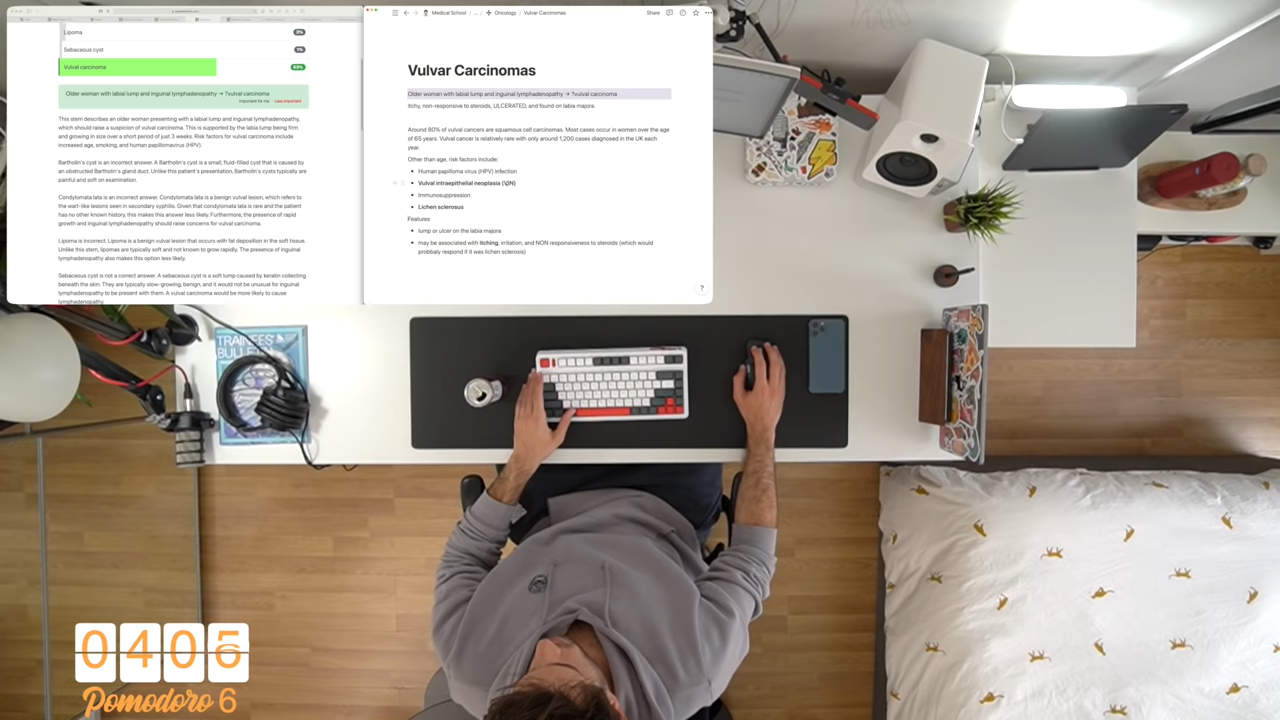 Lipoma
Sebaceous cyst
1%
Vulval carcinoma
Older woman with labial lump and inguinal lymphadenopathy → ?vulval carcinoma
Important for me Less important
This stem describes an older woman presenting with a labia lump and inguinal lymphadenopathy,
which should raise a suspicion of vulval carcinoma. This is supported by the labia lump being firm
and growing in size over a short period of just 3 weeks. Risk factors for vulval carcinoma include
increased age, smoking, and human papillomavirus (HPV).
Bartholin's cyst is an incorrect answer. A Bartholin's cyst is a small, fluid-filled cyst that is caused by
an obstructed Bartholin's gland duct. Unlike this patient's presentation, Bartholin's cysts typically are
painful and soft on examination.
Condylomata lata is an incorrect answer. Condylomata lata is a benign vulval lesion, which refers to
the wart-like lesions seen in secondary syphilis. Given that condylomata lata is rare and the patient
has no other known history, this makes this answer less likely. Furthermore, the presence of rapid
growth and inguinal lymphadenopathy should raise concerns for vulval carcinoma.
Lipoma is incorrect. Lipoma is a benign vulval lesion that occurs with fat deposition in the soft tissue.
Unlike this stem, lipomas are typically soft and not known to grow rapidly. The presence of inguinal
lymphadenopathy also makes this option less likely.
Sebaceous cyst is not a correct answer. A sebaceous cyst is a soft lump caused by keratin collecting
beneath the skin. They are typically slow-growing, benign, and it would not be unusual for inguinal
lymphadenopathy to be present with them. A vulval carcinoma would be more likely to cause
lymphadenopathy
Medical School / ... / Oncology / Vulvar Carcinomas
Share
Vulvar Carcinomas
Older woman with labial lump and inguinal lymphadenopathy → ?vulval carcinoma
itchy, non-responsive to steroids, ULCERATED, and found on labia majora.
Around 80% of vulval cancers are squamous cell carcinomas. Most cases occur in women over the age
of 65 years. Vulval cancer is relatively rare with only around 1,200 cases diagnosed in the UK each
year.
Other than age, risk factors include:
• Human papilloma virus (HPV) infection
• Vulval intraepithelial neoplasia (VIN)
• Immunosuppression
• Lichen sclerosus
Features
• lump or ulcer on the labia majora
• may be associated with itching, irritation, and NON responsiveness to steroids (which would
probbaly respond if it was lichen sclerosis)
?
TRAINEES'
BULLETIN
0405
Pomodoro 6